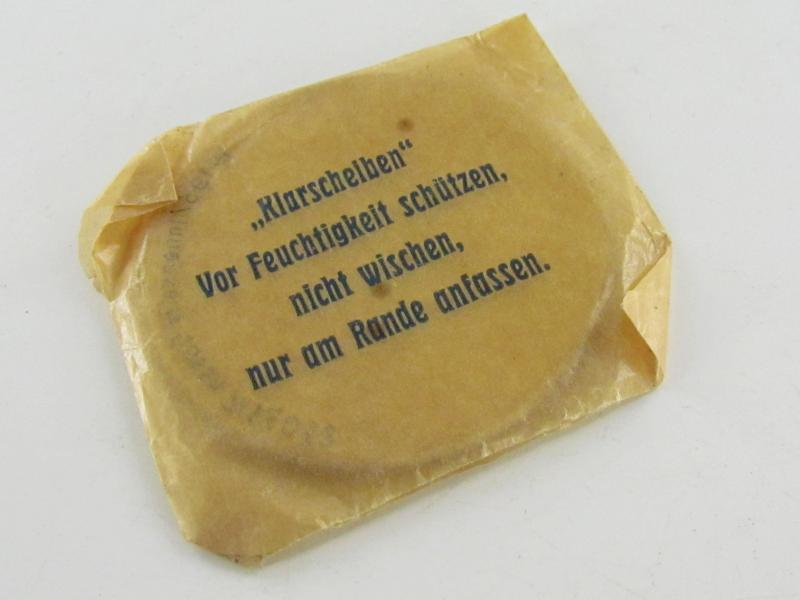 „Klarscheiben“
Vor Feuchtigkeit schützen,
nicht wischen,
nur am Rande anfassen.